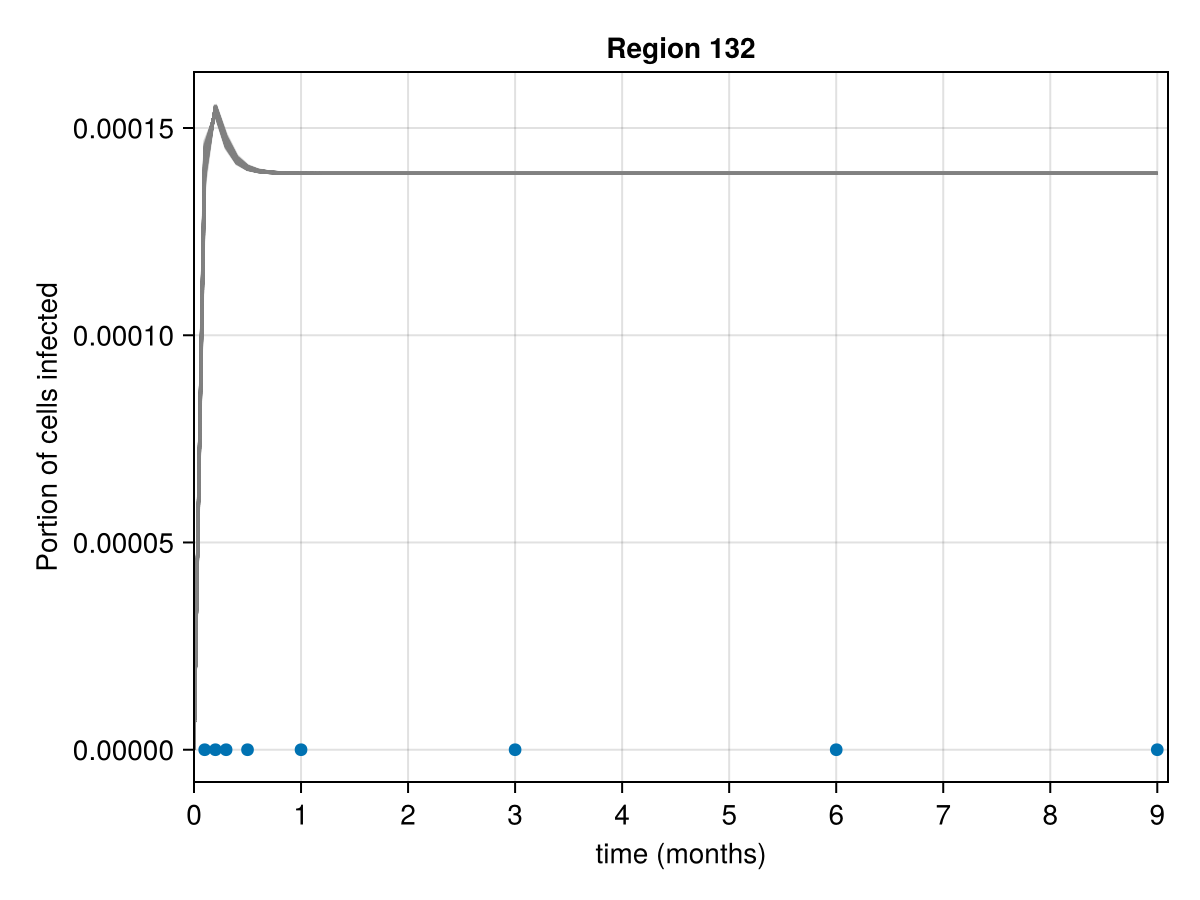 Region 132
Portion of cells infected
0.00015
0.00010
0.00005
0.00000
0 1 2 3 4 5 6 7 8 9
time (months)